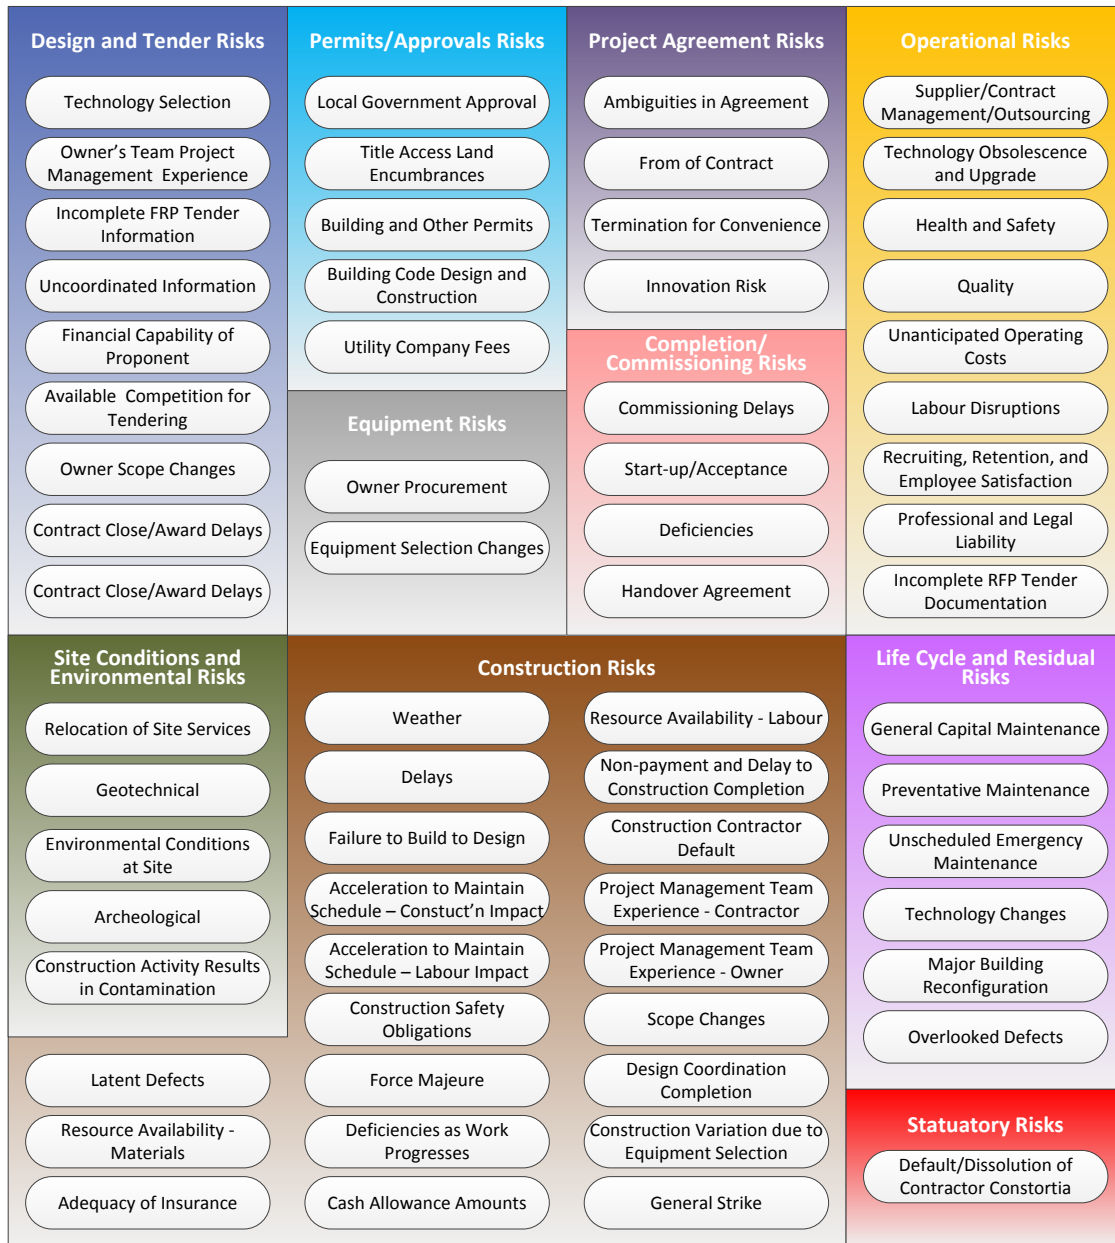 Design and Tender Risks
Technology Selection
Owner's Team Project
Management Experience
Incomplete FRP Tender
Information
Uncoordinated Information
Financial Capability of
Proponent
Available Competition for
Tendering
Owner Scope Changes
Contract Close/Award Delays
Contract Close/Award Delays
Permits/Approvals Risks
Local Government Approval
Title Access Land
Encumbrances
Building and Other Permits
Building Code Design and
Construction
Utility Company Fees
Equipment Risks
Owner Procurement
Equipment Selection Changes
Project Agreement Risks
Ambiguities in Agreement
From of Contract
Termination for Convenience
Innovation Risk
Completion/
Commissioning Risks
Commissioning Delays
Start-up/Acceptance
Deficiencies
Handover Agreement
Operational Risks
Supplier/Contract
Management/Outsourcing
Technology Obsolescence
and Upgrade
Health and Safety
Quality
Unanticipated Operating
Costs
Labour Disruptions
Recruiting, Retention, and
Employee Satisfaction
Professional and Legal
Liability
Incomplete RFP Tender
Documentation
Site Conditions and
Environmental Risks
Relocation of Site Services
Geotechnical
Environmental Conditions
at Site
Archeological
Construction Activity Results
in Contamination
Construction Risks
Latent Defects
Resource Availability -
Materials
Adequacy of Insurance
Weather
Delays
Failure to Build to Design
Acceleration to Maintain
Schedule – Constuct'n Impact
Acceleration to Maintain
Schedule – Labour Impact
Construction Safety
Obligations
Force Majeure
Deficiencies as Work
Progresses
Cash Allowance Amounts
Resource Availability - Labour
Non-payment and Delay to
Construction Completion
Construction Contractor
Default
Project Management Team
Experience - Contractor
Project Management Team
Experience - Owner
Scope Changes
Design Coordination
Completion
Construction Variation due to
Equipment Selection
General Strike
Life Cycle and Residual
Risks
General Capital Maintenance
Preventative Maintenance
Unscheduled Emergency
Maintenance
Technology Changes
Major Building
Reconfiguration
Overlooked Defects
Statuatory Risks
Default/Dissolution of
Contractor Constortia